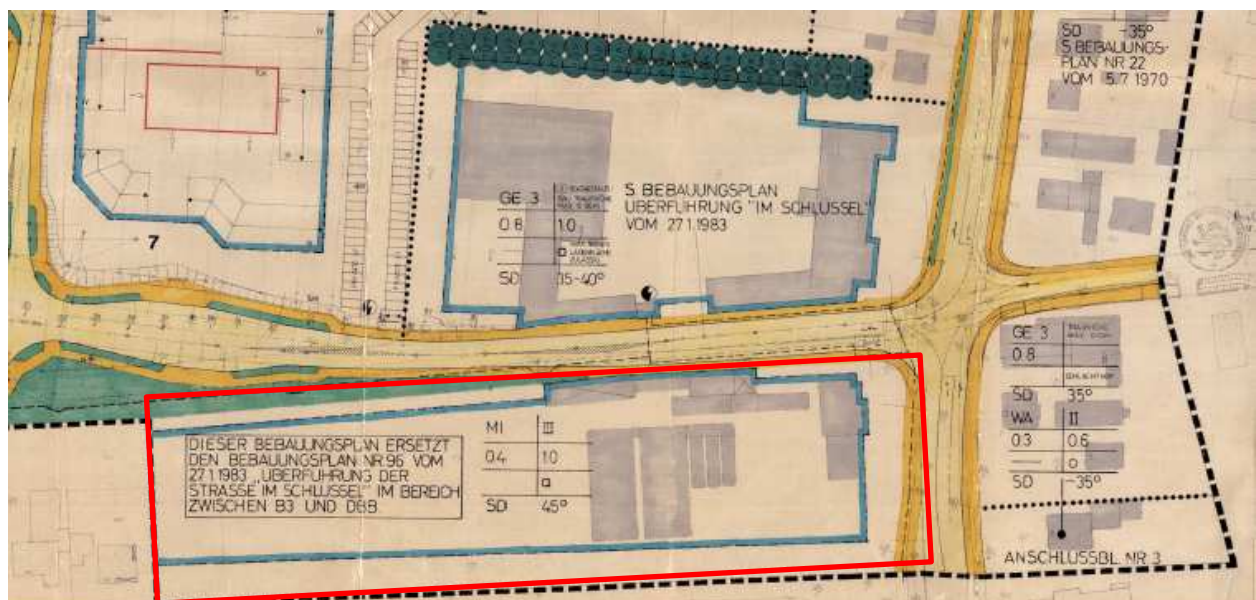 SD -35°
S BEBAUUNGS-
PLAN NR 22
VOM 5.7 1970
GE 3
0.8
1.0
SD 35-40°
S BEBAUUNGSPLAN
ÜBERFÜHRUNG "IM SCHLÜSSEL"
VOM 27.1.1983
7
GE 3
0.8
SCHLACHTHOF
SD 35°
WA II
0.3 0.6
o
SD -35°
ANSCHLUSSBL. NR 3
DIESER BEBAUUNGSPLAN ERSETZT
DEN BEBAUUNGSPLAN NR.96 VOM
27.1.1983 „ÜBERFÜHRUNG DER
STRASSE IM SCHLÜSSEL" IM BEREICH
ZWISCHEN B3 UND DBB
MI III
0.4 1.0
SD 45°